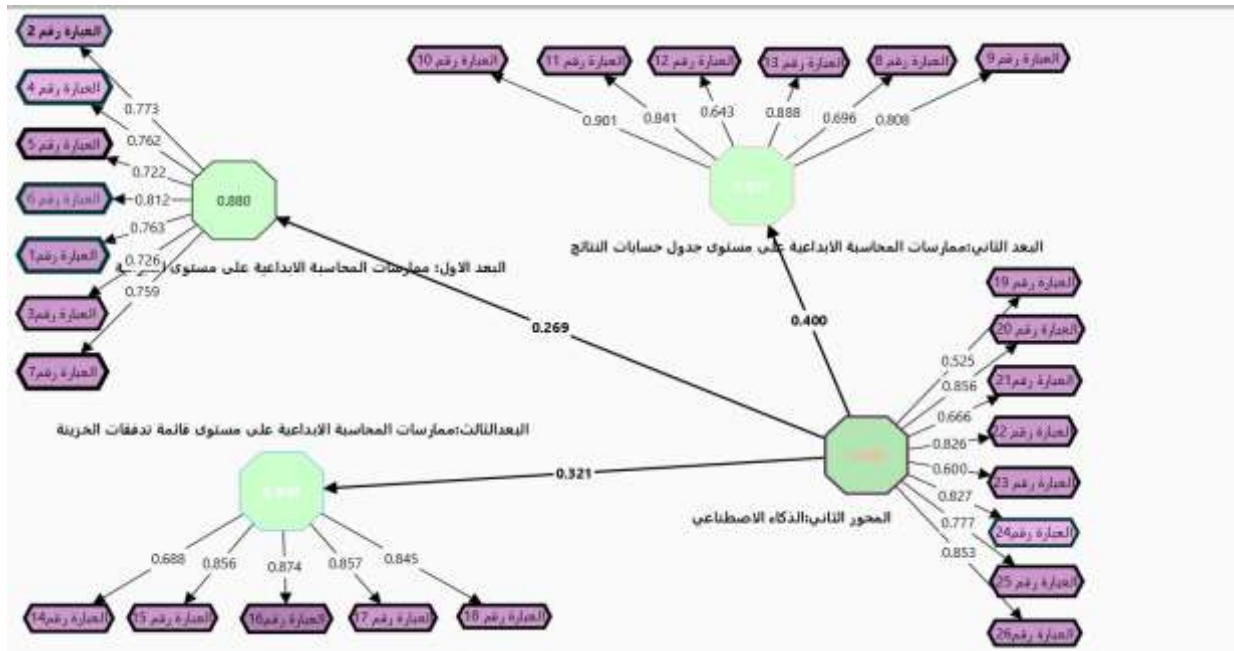 العبارة رقم 2
العبارة رقم 4
العبارة رقم 5
العبارة رقم 6
العبارة رقم1
العبارة رقم3
العبارة رقم7
0.773
0.762
0.722
0.812
0.763
0.726
0.759
0.880
البعد الاول: ممارسات المحاسبة الابداعية على مستوى
العبارة رقم 10
العبارة رقم 11
العبارة رقم 12
العبارة رقم 13
العبارة رقم 8
العبارة رقم 9
0.901
0.841
0.643
0.888
0.696
0.808
البعد الثاني:ممارسات المحاسبة الابداعية على مستوى جدول حسابات النتائج
0.269
0.400
0.321
العبارة رقم 19
العبارة رقم 20
العبارة رقم21
العبارة رقم 22
العبارة رقم 23
العبارة رقم24
العبارة رقم 25
العبارة رقم26
0.525
0.856
0.666
0.826
0.600
0.827
0.777
0.853
المحور الثاني:الذكاء الاصطناعي
البعدالثالث:ممارسات المحاسبة الابداعية على مستوى قائمة تدفقات الخزينة
0.688
0.856
0.874
0.857
0.845
العبارة رقم14
العبارة رقم 15
العبارة رقم16
العبارة رقم 17
العبارة رقم 18